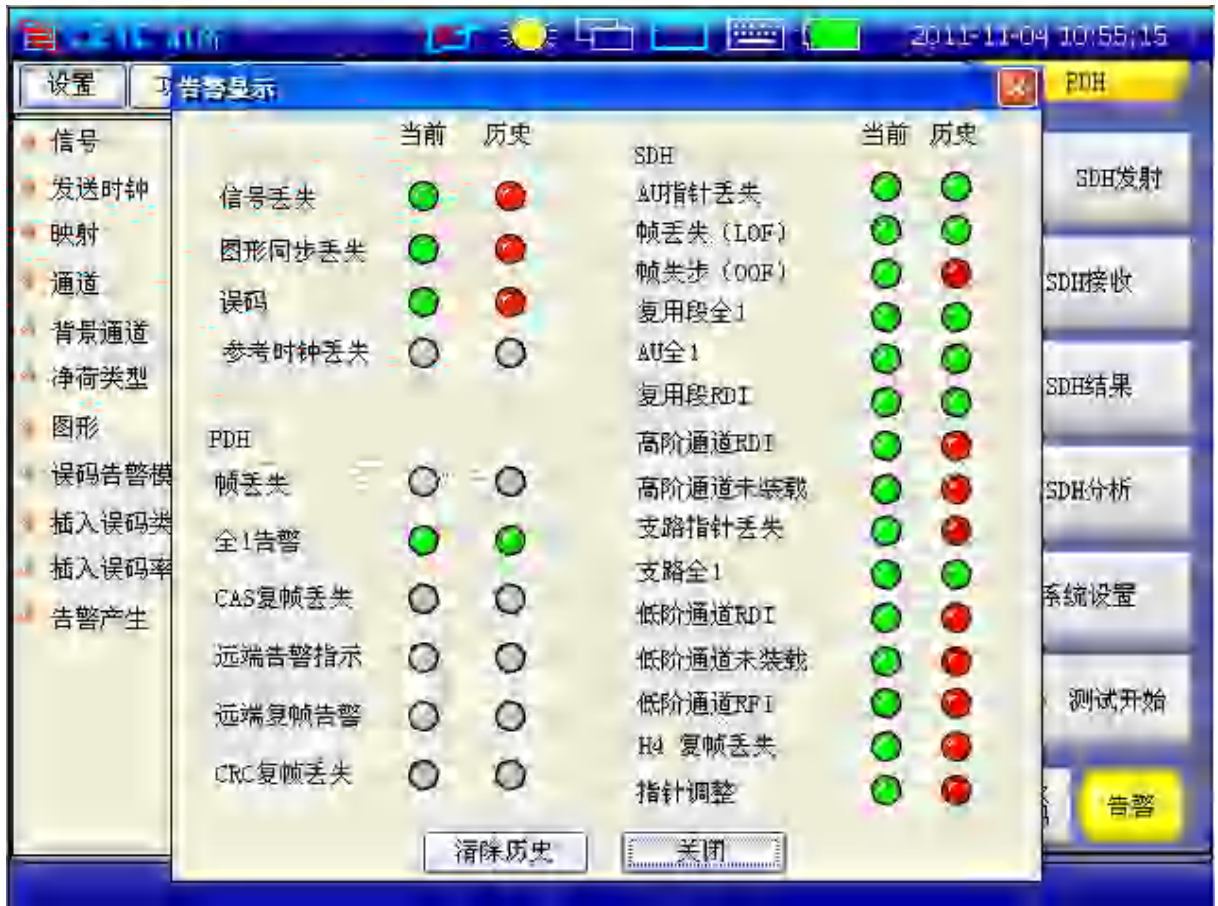 2011-11-04 10:55:15
设置
告警显示
PDH
信号
发送时钟
映射
通道
背景通道
净荷类型
图形
误码告警模
插入误码类
插入误码率
告警产生
当前 历史
信号丢失
图形同步丢失
误码
参考时钟丢失
PDH
帧丢失
全1告警
CAS复帧丢失
远端告警指示
远端复帧告警
CRC复帧丢失
当前 历史
SDH
AU指针丢失
帧丢失（LOF）
帧失步（OOF）
复用段全1
AU全1
复用段RDI
高阶通道RDI
高阶通道未装载
支路指针丢失
支路全1
低阶通道RDI
低阶通道未装载
低阶通道RFI
H4 复帧丢失
指针调整
清除历史
关闭
SDH发射
SDH接收
SDH结果
SDH分析
系统设置
测试开始
告警